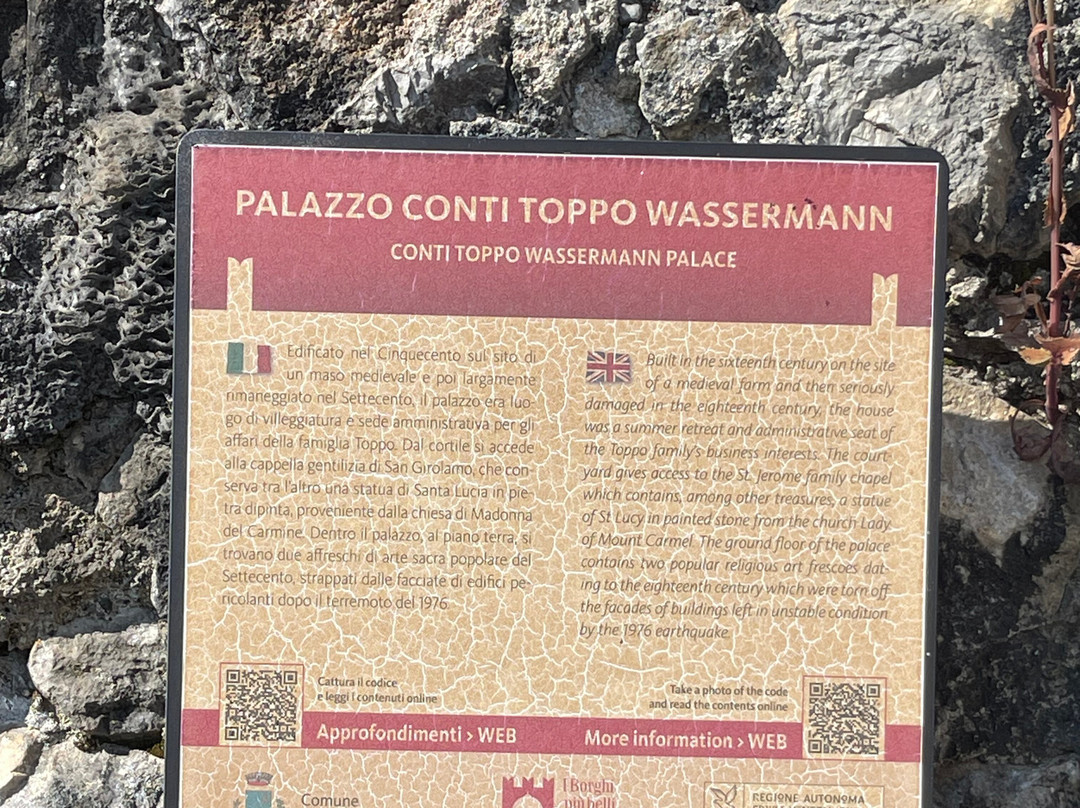 PALAZZO CONTI TOPPO WASSERMANN
CONTI TOPPO WASSERMANN PALACE
Edificato nel Cinquecento sul sito di
un maso medievale e poi largamente
rimaneggiato nel Settecento, il palazzo era luo-
go di villeggiatura e sede amministrativa per gli
affari della famiglia Toppo. Dal cortile si accede
alla cappella gentilizia di San Girolamo, che con-
serva tra l'altro una statua di Santa Lucia in pie-
tra dipinta, proveniente dalla chiesa di Madonna
del Carmine. Dentro il palazzo, al piano terra, si
trovano due affreschi di arte sacra popolare del
Settecento, strappati dalle facciate di edifici pe-
ricolanti dopo il terremoto del 1976.
Built in the sixteenth century on the site
of a medieval farm and then seriously
damaged in the eighteenth century, the house
was a summer retreat and administrative seat of
the Toppo family's business interests. The court-
yard gives access to the St. Jerome family chapel
which contains, among other treasures, a statue
of St Lucy in painted stone from the church Lady
of Mount Carmel. The ground floor of the palace
contains two popular religious art frescoes dat-
ing to the eighteenth century which were torn off
the facades of buildings left in unstable condition
by the 1976 earthquake.
Cattura il codice
e leggi i contenuti online
Take a photo of the code
and read the contents online
Approfondimenti › WEB
More information › WEB
Comune
I Borghi
più belli
REGIONE AUTONOMA